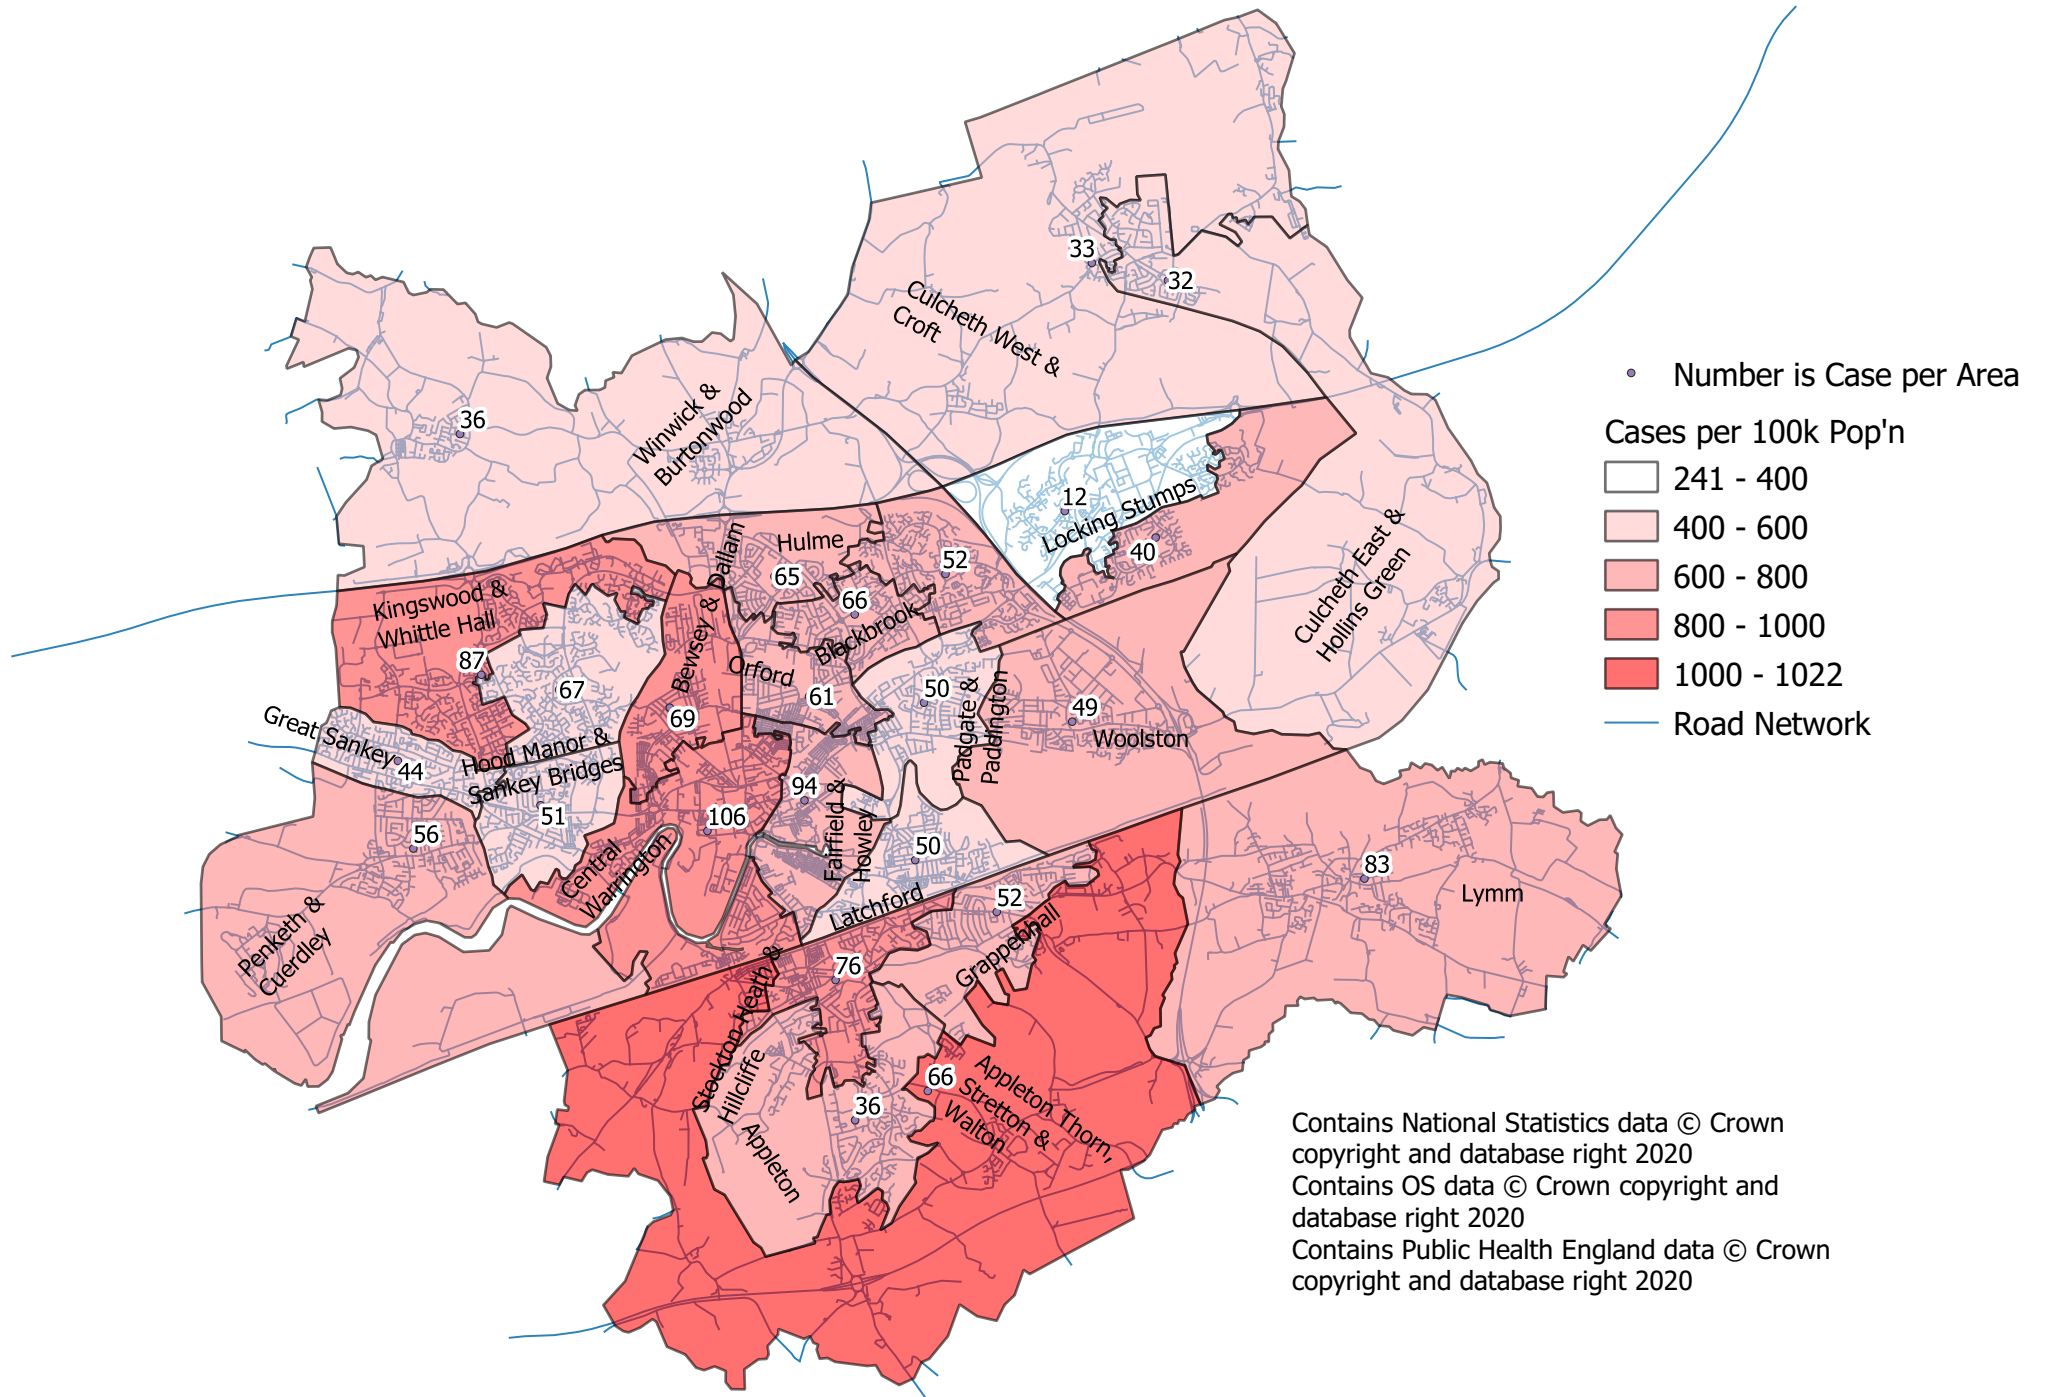 33
32
Culcheth West &
Croft
36
Winwick &
Burtonwood
12
Locking Stumps
40
Culcheth East &
Hollins Green
Hulme
65
52
66
Blackbrook
Kingswood &
Whittle Hall
87
67
Bewsey & Dallam
69
Orford
61
50
Padgate &
Paddington
49
Woolston
Great Sankey
44
Hood Manor &
Sankey Bridges
51
56
Penketh &
Cuerdley
106
Central
Warrington
94
Fairfield &
Howley
50
Latchford
52
Grappenhall
83
Lymm
76
Stockton Heath &
Hillcliffe
36
Appleton
66
Appleton Thorn,
Stretton &
Walton
Number is Case per Area
Cases per 100k Pop'n
241 - 400
400 - 600
600 - 800
800 - 1000
1000 - 1022
Road Network
Contains National Statistics data © Crown
copyright and database right 2020
Contains OS data © Crown copyright and
database right 2020
Contains Public Health England data © Crown
copyright and database right 2020